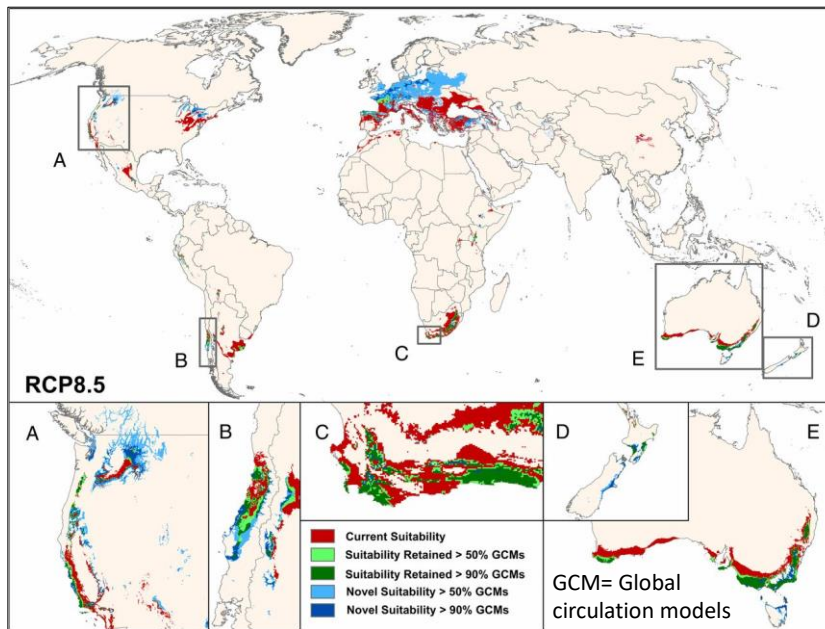 A
B
C
D
E
RCP8.5
A
B
C
D
E
Current Suitability
Suitability Retained > 50% GCMs
Suitability Retained > 90% GCMs
Novel Suitability > 50% GCMs
Novel Suitability > 90% GCMs
GCM= Global
circulation models